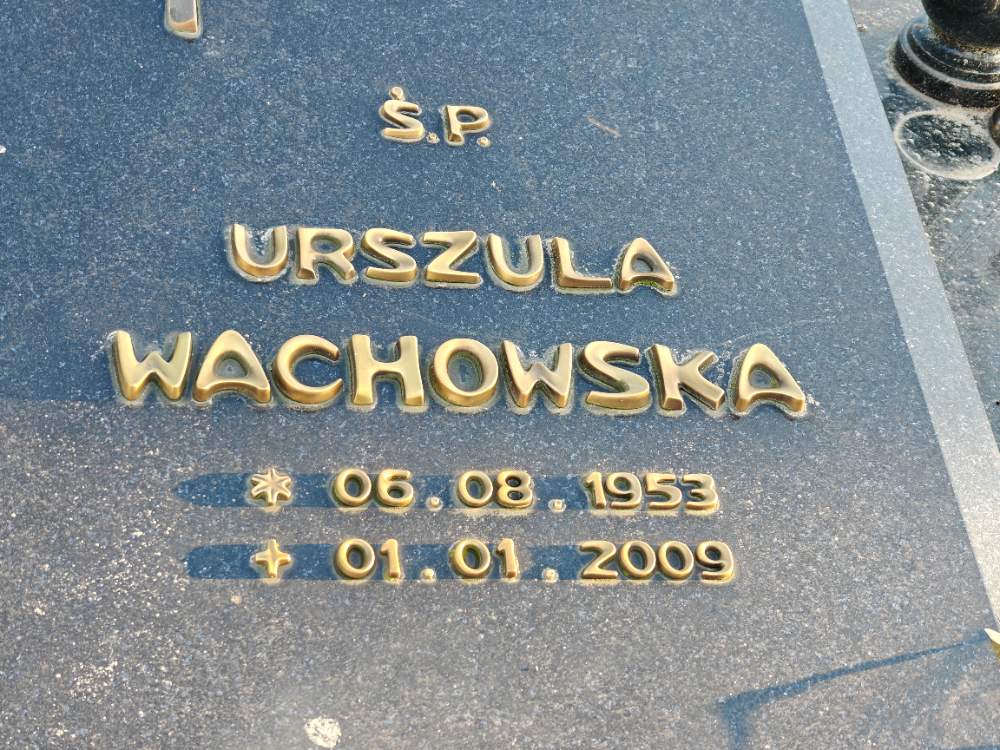 Ś.P.
URSZULA
WACHOWSKA
* 06.08.1953
+ 01.01.2009